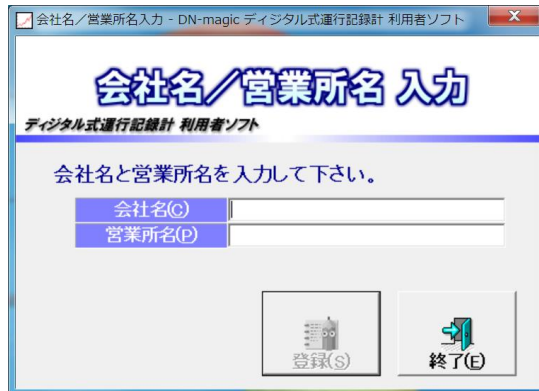 会社名／営業所名入力 - DN-magic ディジタル式運行記録計 利用者ソフト
会社名／営業所名 入力
ディジタル式運行記録計 利用者ソフト
会社名と営業所名を入力して下さい。
会社名(C)
営業所名(P)
登録(S)
終了(E)